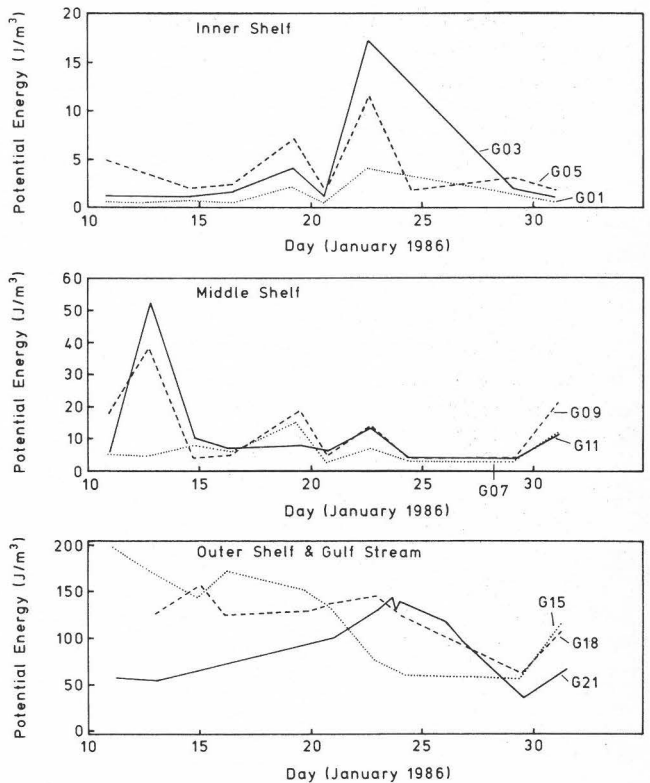 Inner Shelf
Potential Energy (J/m³)
20
15
10
5
0
G03
G05
G01
10 15 20 25 30
Day (January 1986)
Middle Shelf
Potential Energy (J/m³)
60
50
40
30
20
10
0
G09
G11
G07
10 15 20 25 30
Day (January 1986)
Outer Shelf & Gulf Stream
Potential Energy (J/m³)
200
150
100
50
0
G15
G18
G21
10 15 20 25 30
Day (January 1986)